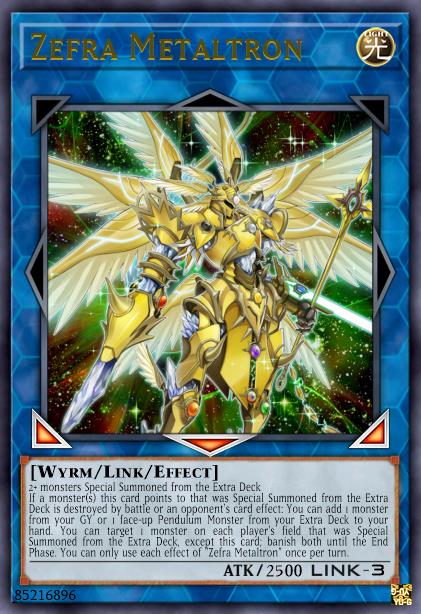 Zefra Metaltron
LIGHT
光
[Wyrm/Link/Effect]
2+ monsters Special Summoned from the Extra Deck
If a monster(s) this card points to that was Special Summoned from the Extra
Deck is destroyed by battle or an opponent's card effect: You can add 1 monster
from your GY or 1 face-up Pendulum Monster from your Extra Deck to your
hand. You can target 1 monster on each player's field that was Special
Summoned from the Extra Deck, except this card; banish both until the End
Phase. You can only use each effect of "Zefra Metaltron" once per turn.
ATK/2500 LINK-3
85216896